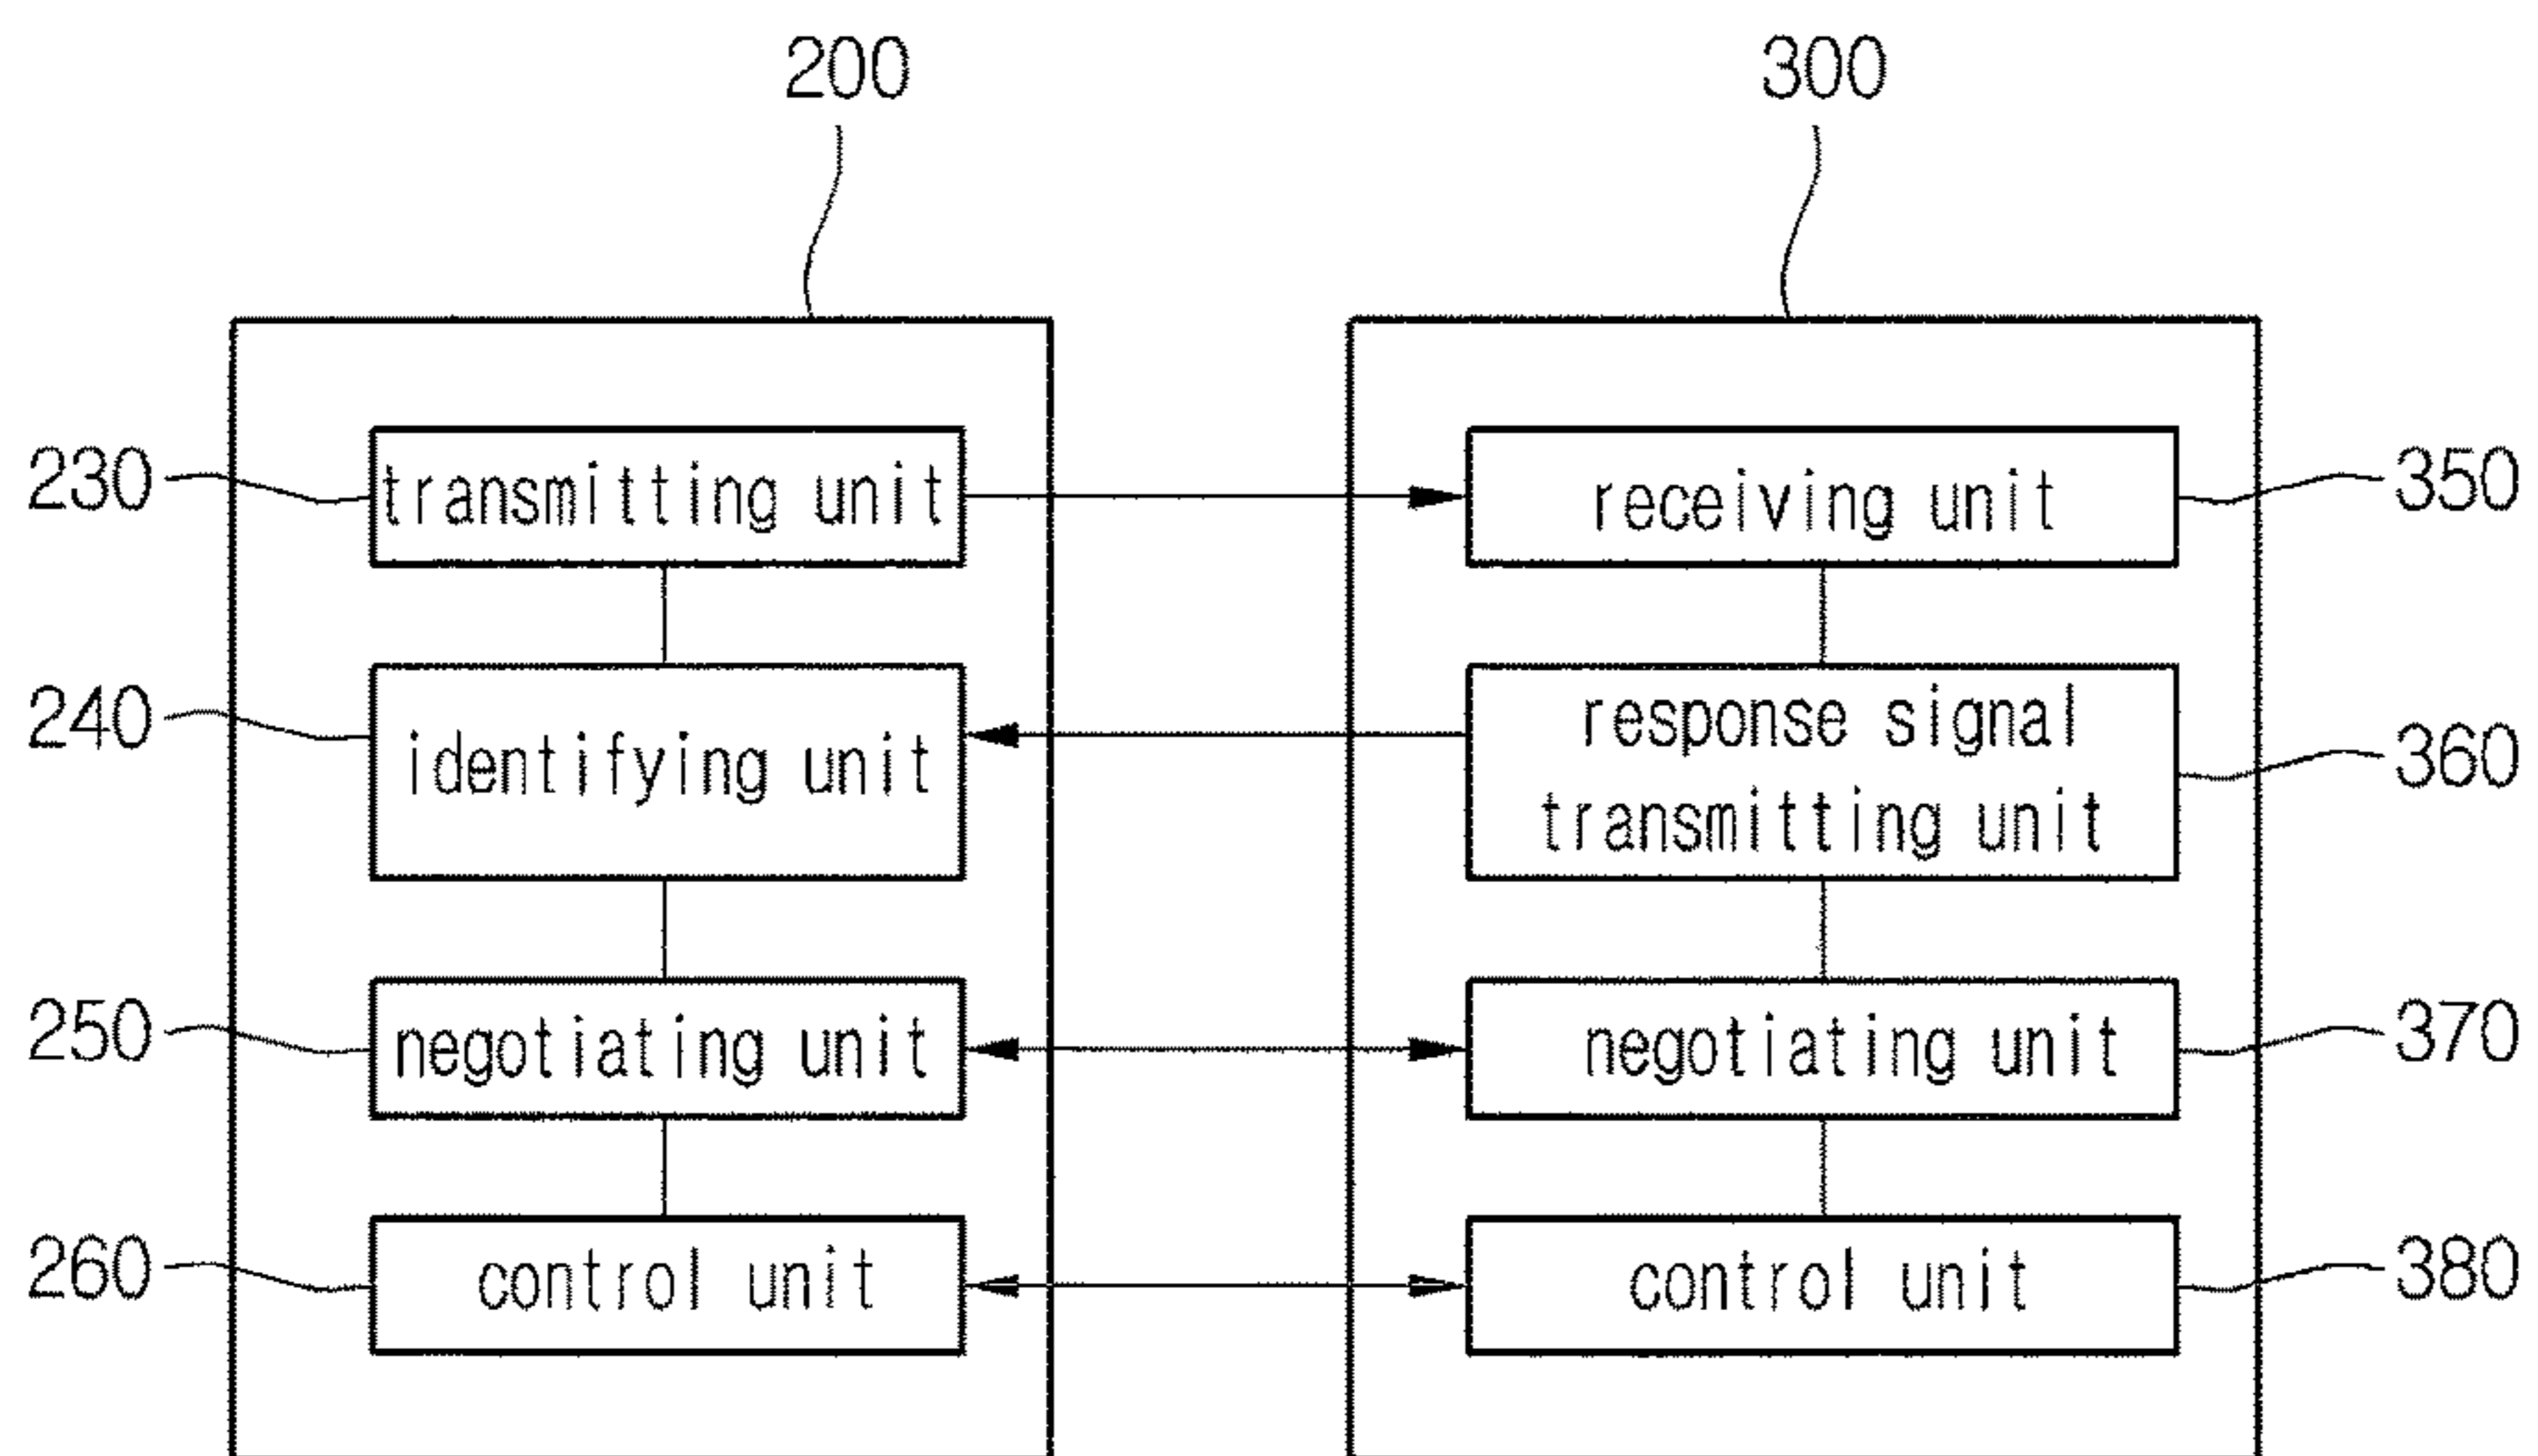 200
300
230
transmitting unit
receiving unit
350
240
identifying unit
response signal
transmitting unit
360
250
negotiating unit
negotiating unit
370
260
control unit
control unit
380